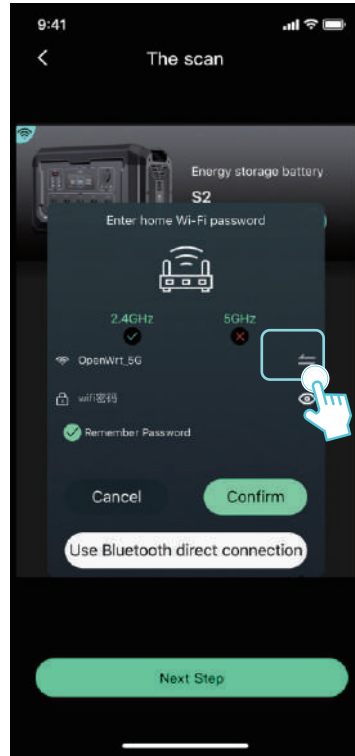 9:41
The scan
Energy storage battery
S2
Enter home Wi-Fi password
2.4GHz
5GHz
OpenWrt_5G
wifi密码
Remember Password
Cancel
Confirm
Use Bluetooth direct connection
Next Step